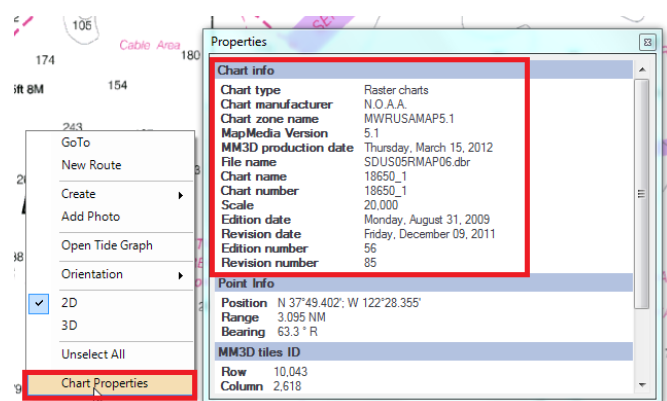 105
Cable Area
180
174
154
ft 8M
243
GoTo
New Route
Create
Add Photo
Open Tide Graph
Orientation
2D
3D
Unselect All
Chart Properties
Properties
Chart info
Chart type Raster charts
Chart manufacturer N.O.A.A.
Chart zone name MWRUSAMAP5.1
MapMedia Version 5.1
MM3D production date Thursday, March 15, 2012
File name SDUS05RMAP06.dbr
Chart name 18650_1
Chart number 18650_1
Scale 20,000
Edition date Monday, August 31, 2009
Revision date Friday, December 09, 2011
Edition number 56
Revision number 85
Point Info
Position N 37°49.402'; W 122°28.355'
Range 3.095 NM
Bearing 63.3 ° R
MM3D tiles ID
Row 10,043
Column 2,618